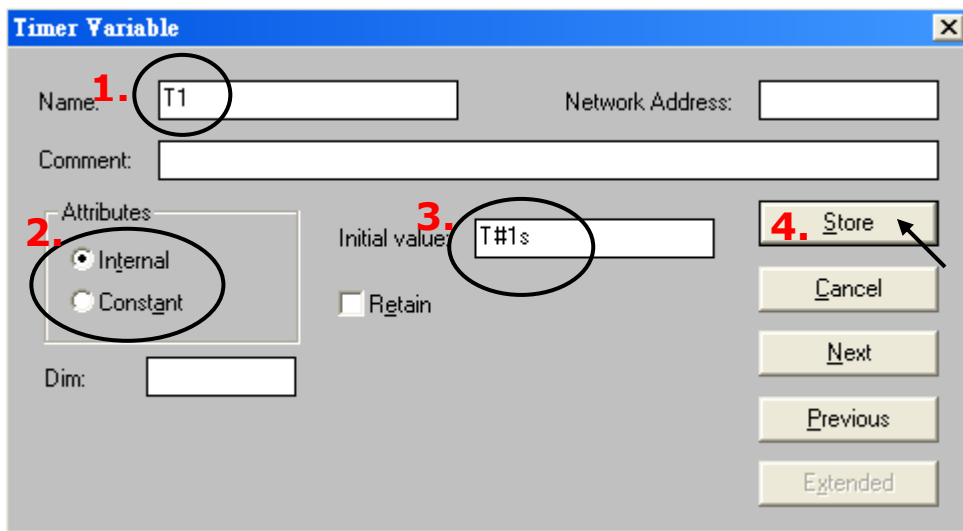 Timer Variable
Name: 1. T1 Network Address:
Comment:
Attributes
2.
Internal
Constant
3.
Initial value: T#1s
Retain
Dim:
4. Store
Cancel
Next
Previous
Extended